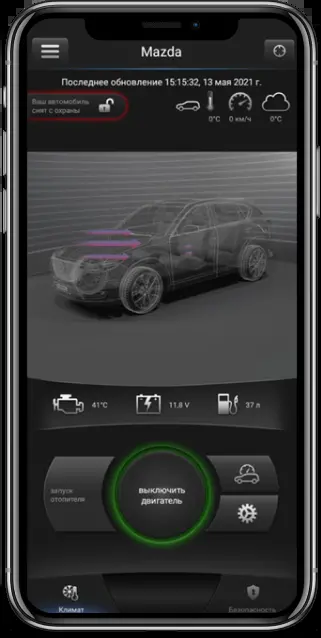 Mazda
Последнее обновление 15:15:32, 13 мая 2021 г.
Ваш автомобиль
снят с охраны
0°C 0 км/ч 0°C
41°C 11,8 V 37 л
запуск
отопителя
выключить
двигатель
Климат Безопасность